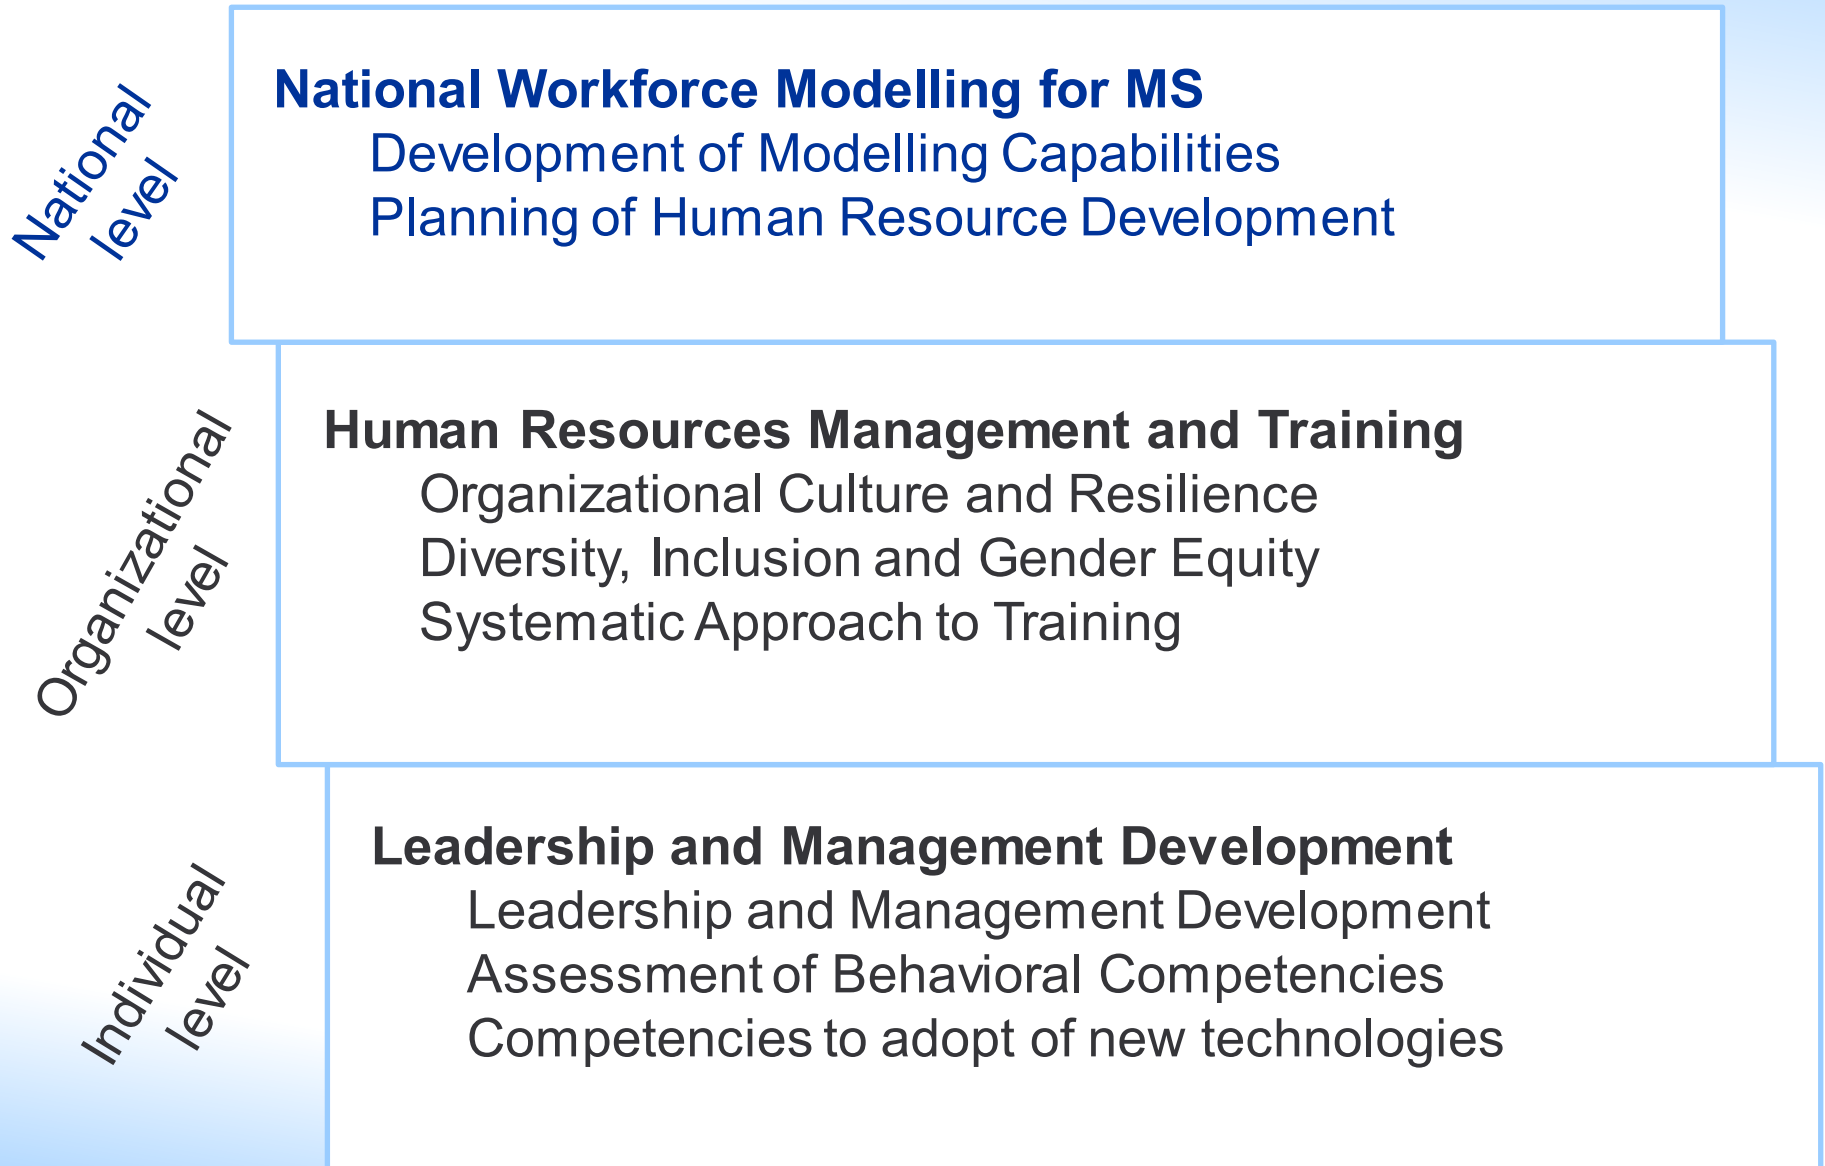 National
level
National Workforce Modelling for MS
Development of Modelling Capabilities
Planning of Human Resource Development
Organizational
level
Human Resources Management and Training
Organizational Culture and Resilience
Diversity, Inclusion and Gender Equity
Systematic Approach to Training
Individual
level
Leadership and Management Development
Leadership and Management Development
Assessment of Behavioral Competencies
Competencies to adopt of new technologies